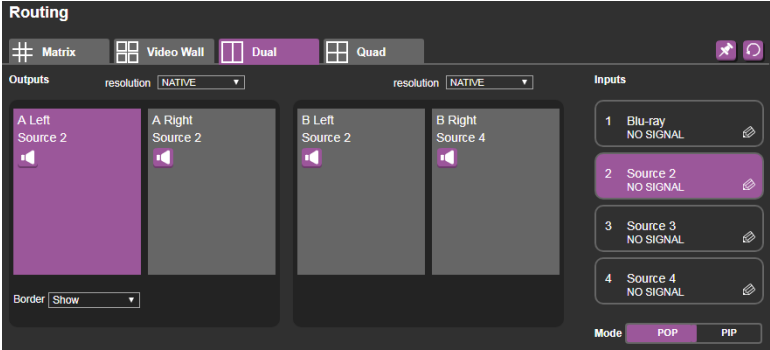 Routing
Matrix
Video Wall
Dual
Quad
Outputs
resolution NATIVE
resolution NATIVE
Inputs
A Left
Source 2
A Right
Source 2
B Left
Source 2
B Right
Source 4
1 Blu-ray
NO SIGNAL
2 Source 2
NO SIGNAL
3 Source 3
NO SIGNAL
4 Source 4
NO SIGNAL
Border Show
Mode POP PIP